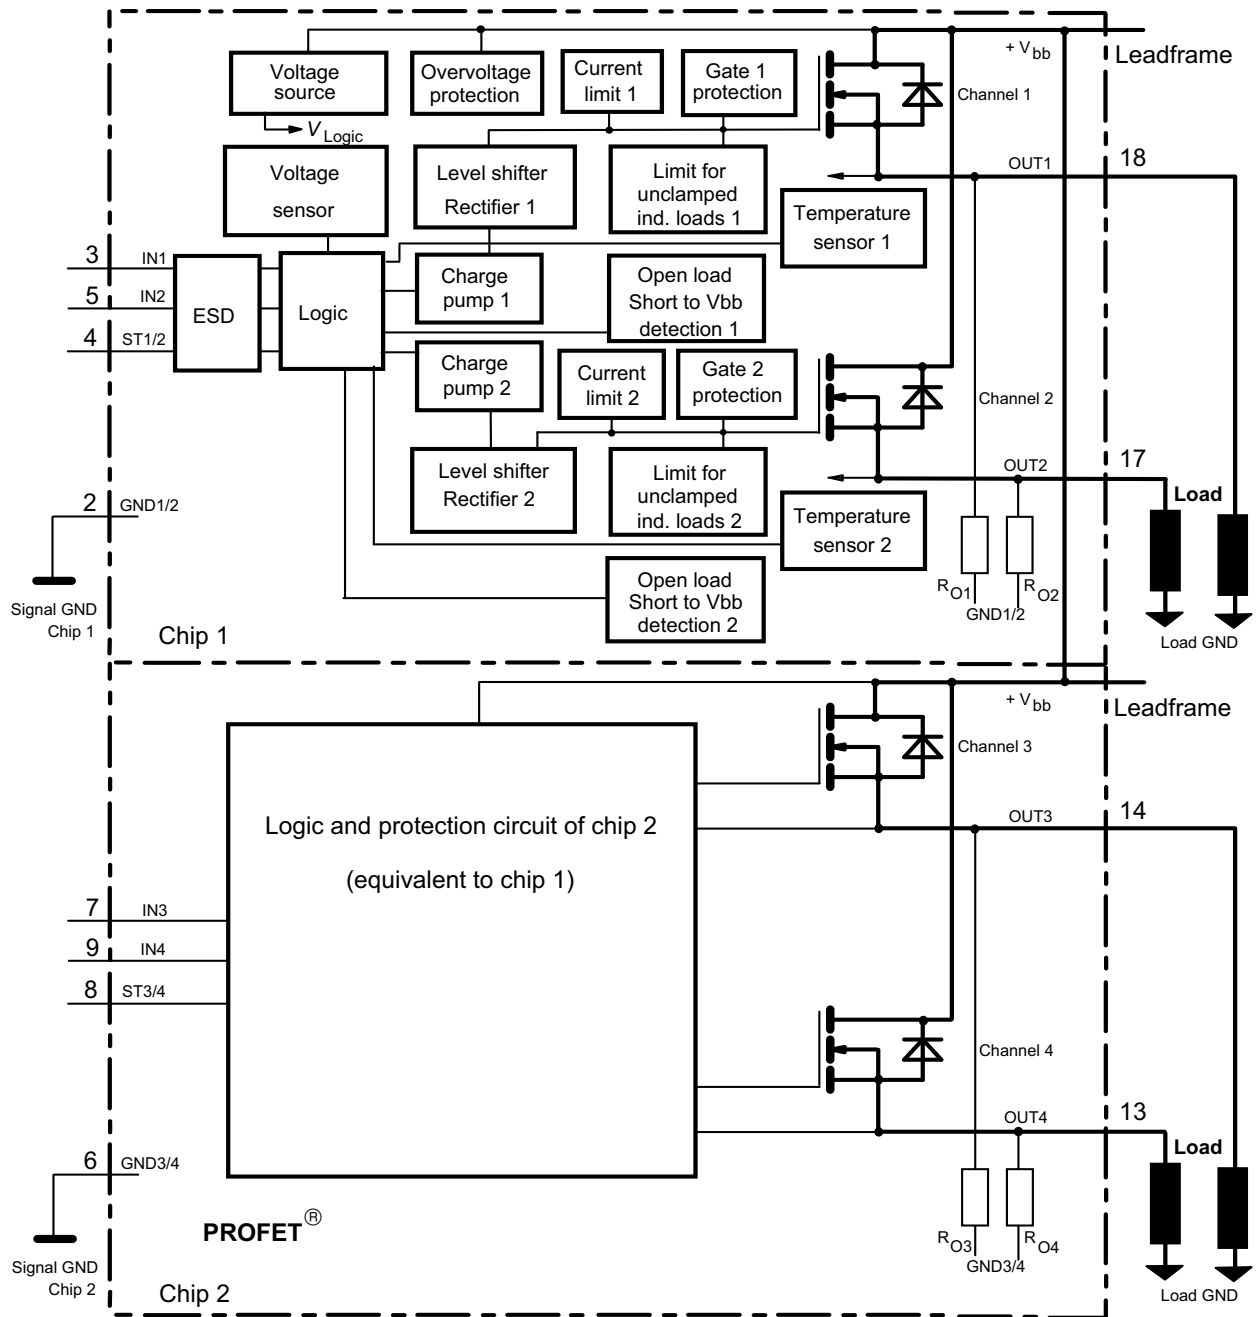 + Vbb
Leadframe
Voltage
source
Overvoltage
protection
Current
limit 1
Gate 1
protection
Channel 1
VLogic
Voltage
sensor
Level shifter
Rectifier 1
Limit for
unclamped
ind. loads 1
OUT1
18
Temperature
sensor 1
3
IN1
5
IN2
4
ST1/2
ESD
Logic
Charge
pump 1
Open load
Short to Vbb
detection 1
Charge
pump 2
Current
limit 2
Gate 2
protection
Channel 2
Level shifter
Rectifier 2
Limit for
unclamped
ind. loads 2
OUT2
17
Load
2
GND1/2
Temperature
sensor 2
Signal GND
Chip 1
Open load
Short to Vbb
detection 2
RO1
RO2
GND1/2
Load GND
Chip 1
+ Vbb
Leadframe
Channel 3
Logic and protection circuit of chip 2
(equivalent to chip 1)
OUT3
14
7
IN3
9
IN4
8
ST3/4
Channel 4
OUT4
13
Load
6
GND3/4
Signal GND
Chip 2
PROFET®
RO3
RO4
GND3/4
Load GND
Chip 2